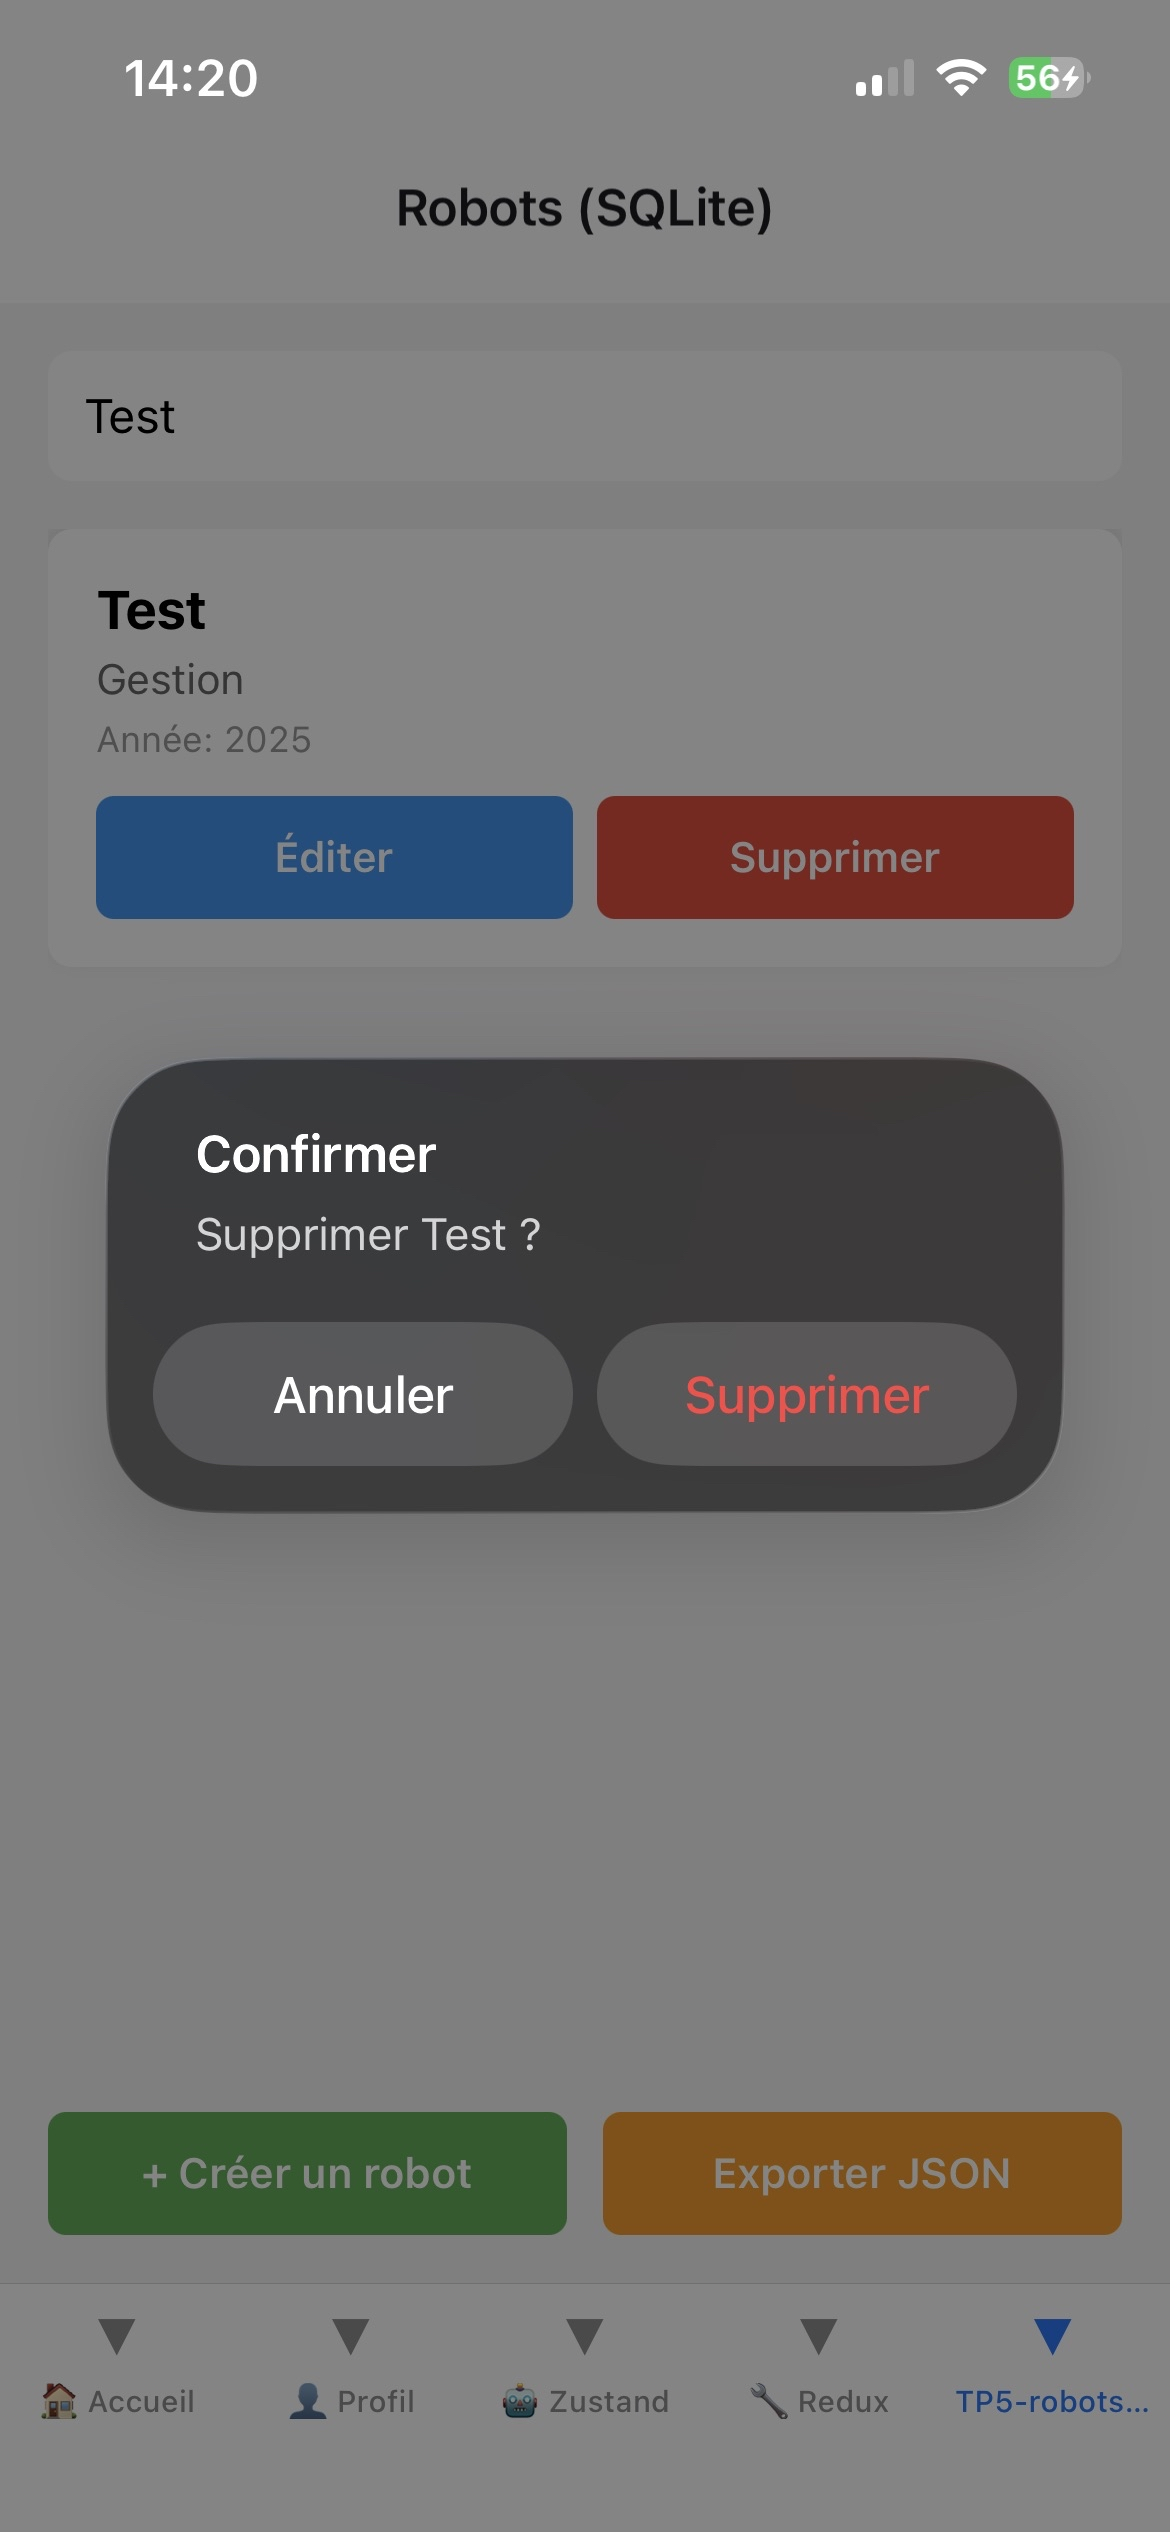 14:20
56
Robots (SQLite)
Test
Test
Gestion
Année: 2025
Éditer
Supprimer
Confirmer
Supprimer Test ?
Annuler
Supprimer
+ Créer un robot
Exporter JSON
Accueil
Profil
Zustand
Redux
TP5-robots...